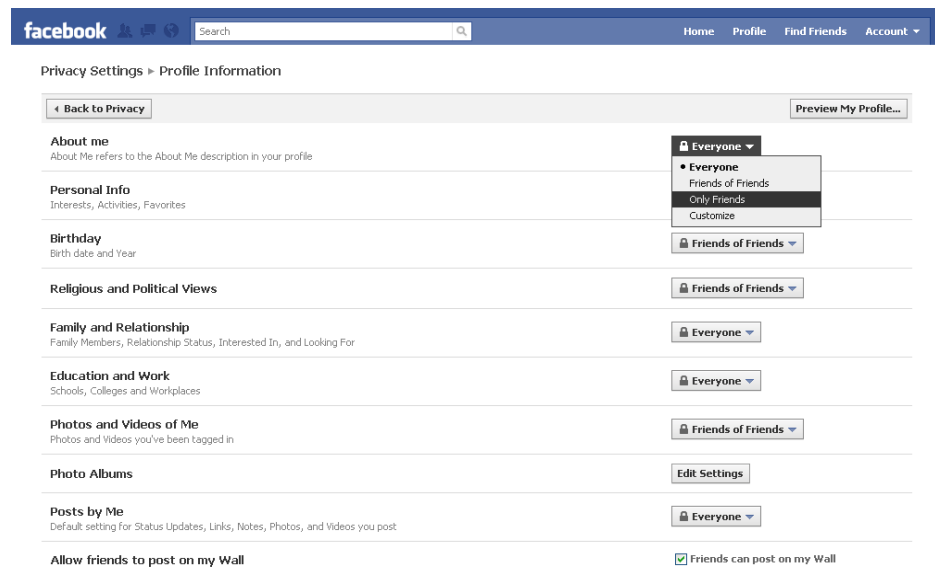 facebook Search Home Profile Find Friends Account
Privacy Settings ▸ Profile Information
Back to Privacy Preview My Profile...
About me
About Me refers to the About Me description in your profile
Everyone
• Everyone
Friends of Friends
Only Friends
Customize
Personal Info
Interests, Activities, Favorites
Birthday
Birth date and Year
Friends of Friends
Religious and Political Views
Friends of Friends
Family and Relationship
Family Members, Relationship Status, Interested In, and Looking For
Everyone
Education and Work
Schools, Colleges and Workplaces
Everyone
Photos and Videos of Me
Photos and Videos you've been tagged in
Friends of Friends
Photo Albums
Edit Settings
Posts by Me
Default setting for Status Updates, Links, Notes, Photos, and Videos you post
Everyone
Allow friends to post on my Wall
Friends can post on my Wall